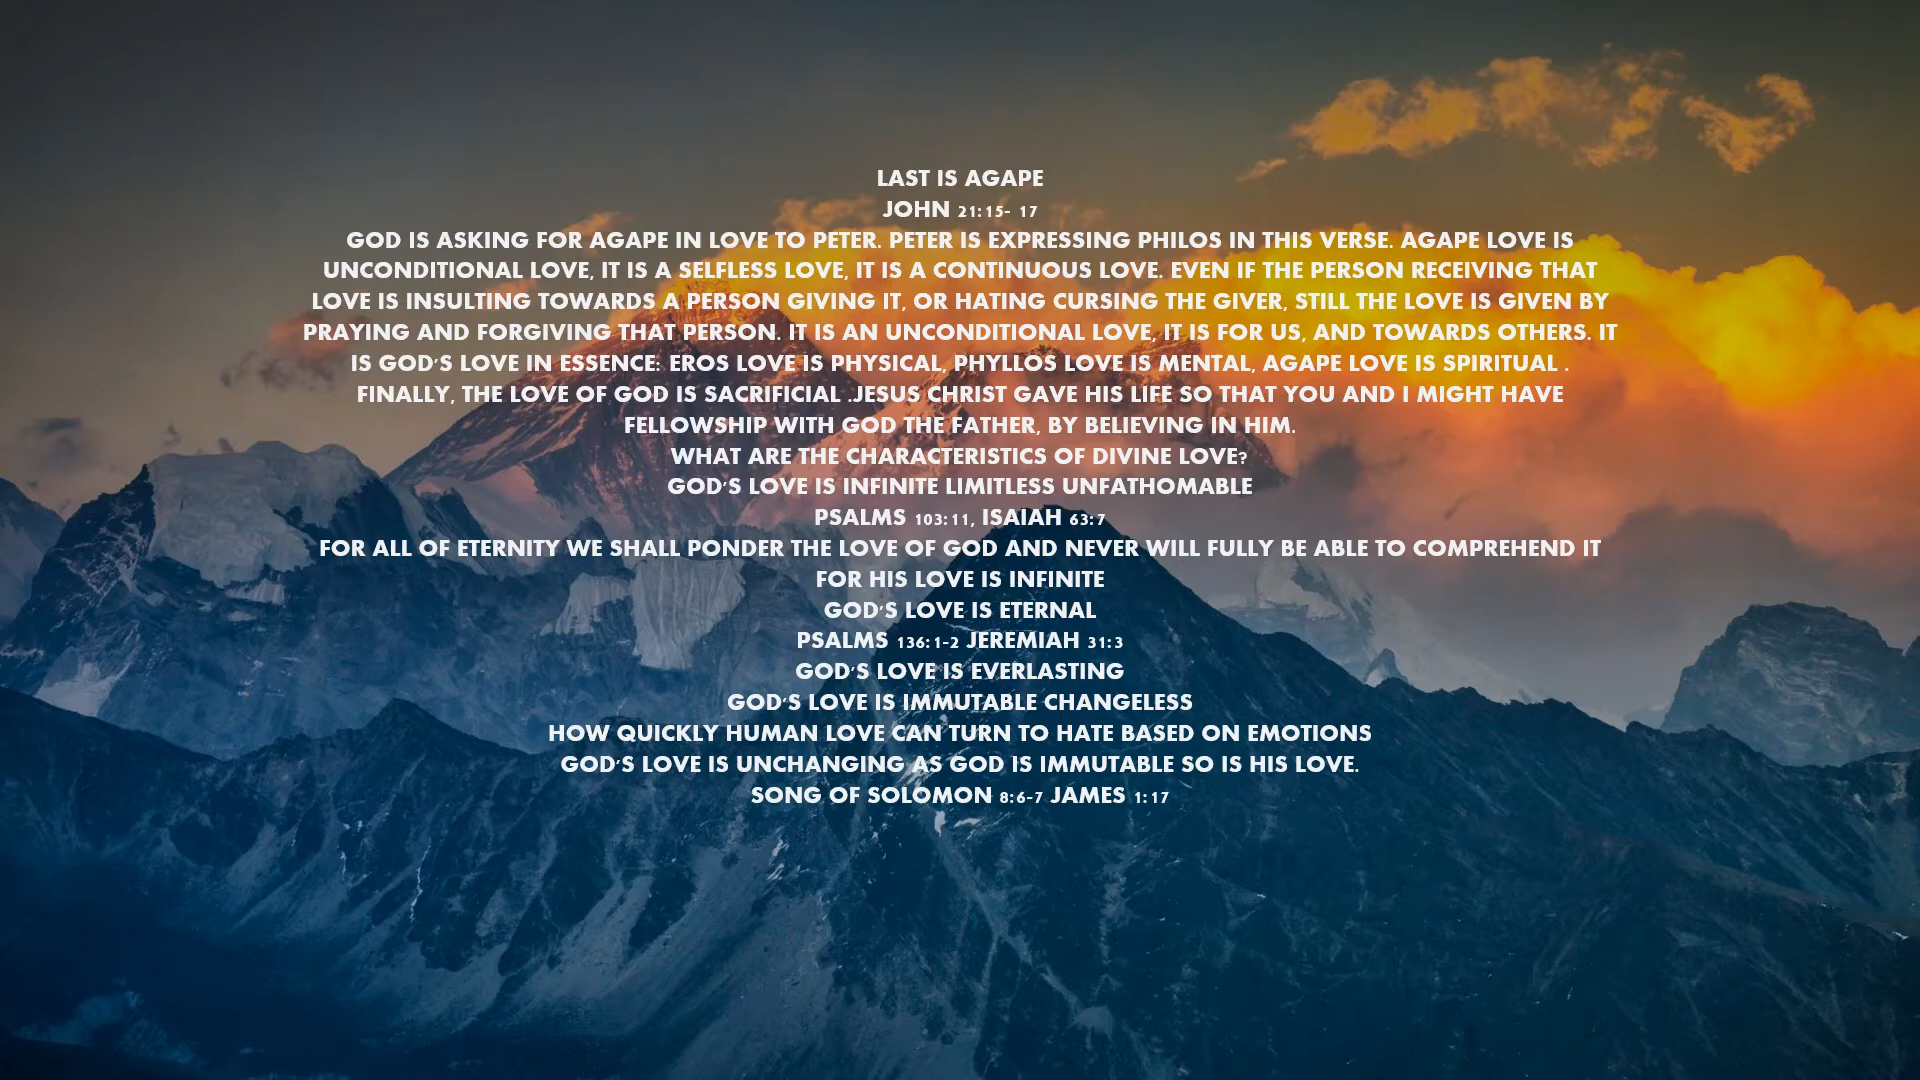 LAST IS AGAPE
JOHN 21:15- 17
GOD IS ASKING FOR AGAPE IN LOVE TO PETER. PETER IS EXPRESSING PHILOS IN THIS VERSE. AGAPE LOVE IS
UNCONDITIONAL LOVE, IT IS A SELFLESS LOVE, IT IS A CONTINUOUS LOVE. EVEN IF THE PERSON RECEIVING THAT
LOVE IS INSULTING TOWARDS A PERSON GIVING IT, OR HATING CURSING THE GIVER, STILL THE LOVE IS GIVEN BY
PRAYING AND FORGIVING THAT PERSON. IT IS AN UNCONDITIONAL LOVE, IT IS FOR US, AND TOWARDS OTHERS. IT
IS GOD'S LOVE IN ESSENCE: EROS LOVE IS PHYSICAL, PHYLLOS LOVE IS MENTAL, AGAPE LOVE IS SPIRITUAL .
FINALLY, THE LOVE OF GOD IS SACRIFICIAL .JESUS CHRIST GAVE HIS LIFE SO THAT YOU AND I MIGHT HAVE
FELLOWSHIP WITH GOD THE FATHER, BY BELIEVING IN HIM.
WHAT ARE THE CHARACTERISTICS OF DIVINE LOVE?
GOD'S LOVE IS INFINITE LIMITLESS UNFATHOMABLE
PSALMS 103:11, ISAIAH 63:7
FOR ALL OF ETERNITY WE SHALL PONDER THE LOVE OF GOD AND NEVER WILL FULLY BE ABLE TO COMPREHEND IT
FOR HIS LOVE IS INFINITE
GOD'S LOVE IS ETERNAL
PSALMS 136:1-2 JEREMIAH 31:3
GOD'S LOVE IS EVERLASTING
GOD'S LOVE IS IMMUTABLE CHANGELESS
HOW QUICKLY HUMAN LOVE CAN TURN TO HATE BASED ON EMOTIONS
GOD'S LOVE IS UNCHANGING AS GOD IS IMMUTABLE SO IS HIS LOVE.
SONG OF SOLOMON 8:6-7 JAMES 1:17